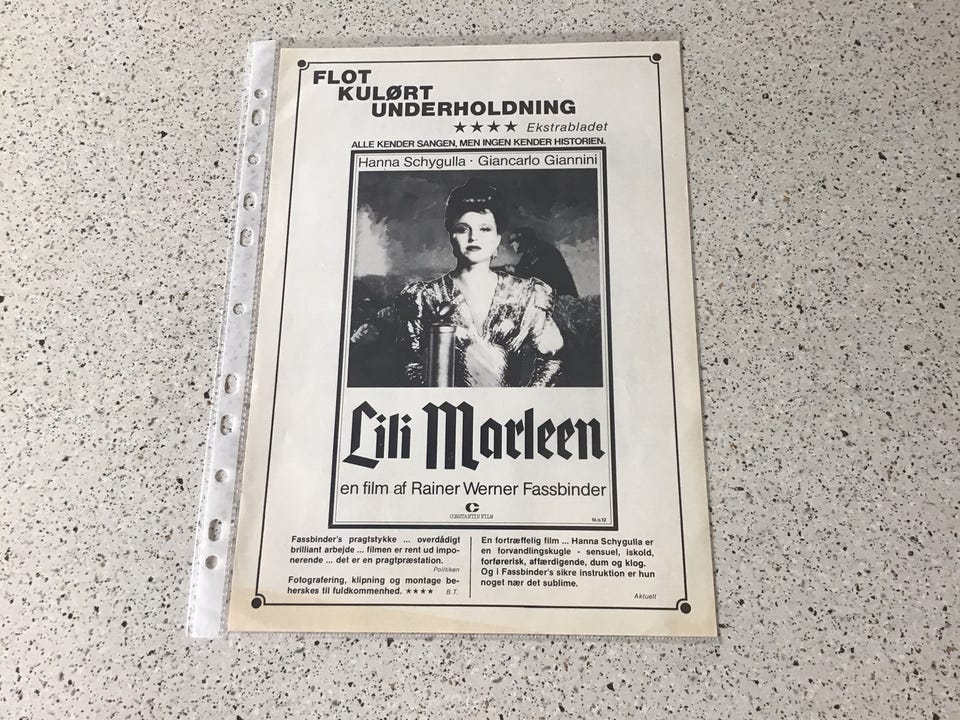 FLOT
KULØRT
UNDERHOLDNING
★★★★ Ekstrabladet
ALLE KENDER SANGEN, MEN INGEN KENDER HISTORIEN.
Hanna Schygulla · Giancarlo Giannini
Lili Marleen
en film af Rainer Werner Fassbinder
C
CONSTANTIN FILM
Fassbinder's pragtstykke ... overdådigt
brilliant arbejde ... filmen er rent ud impo-
nerende ... det er en pragtpræstation.
Politiken
Fotografering, klipning og montage be-
herskes til fuldkommenhed. ★★★★ B.T.
En fortræffelig film ... Hanna Schygulla er
en forvandlingskugle - sensuel, iskold,
forførerisk, affærdigende, dum og klog.
Og i Fassbinder's sikre instruktion er hun
noget nær det sublime.
Aktuelt